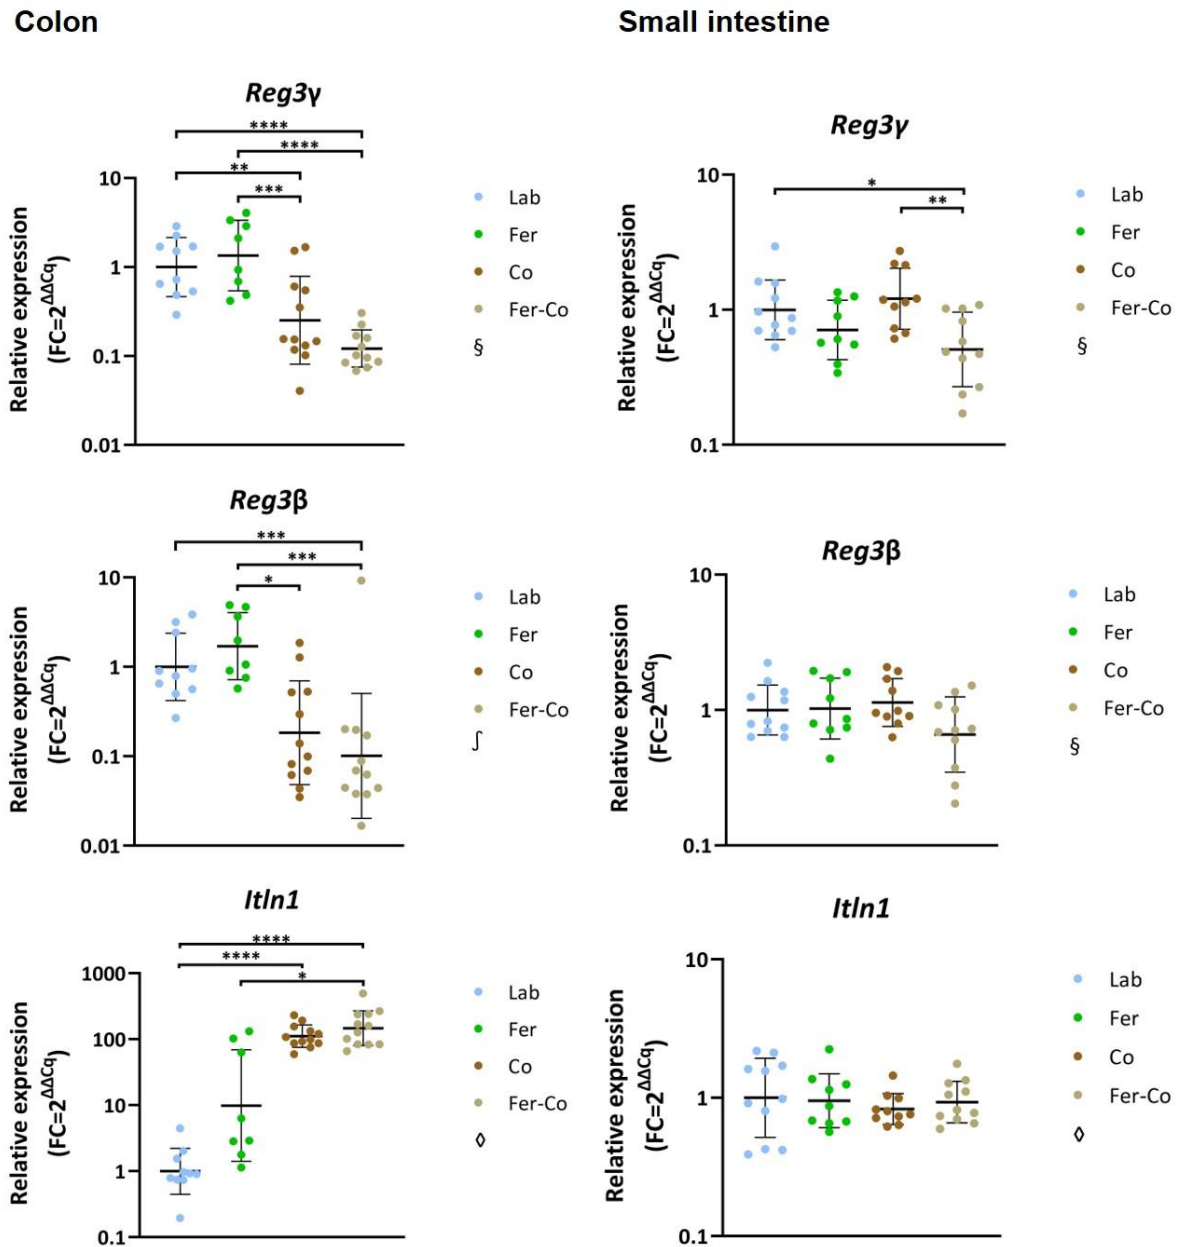 Colon
Small intestine
Reg3γ
****
****
**
***
10
1
0.1
0.01
Relative expression
(FC=2^ΔΔCq)
Lab
Fer
Co
Fer-Co
§
Reg3γ
*
**
10
1
0.1
Relative expression
(FC=2^ΔΔCq)
Lab
Fer
Co
Fer-Co
§
Reg3β
***
***
*
10
1
0.1
0.01
Relative expression
(FC=2^ΔΔCq)
Lab
Fer
Co
Fer-Co
∫
Reg3β
10
1
0.1
Relative expression
(FC=2^ΔΔCq)
Lab
Fer
Co
Fer-Co
§
Itln1
****
****
*
1000
100
10
1
0.1
Relative expression
(FC=2^ΔΔCq)
Lab
Fer
Co
Fer-Co
◊
Itln1
10
1
0.1
Relative expression
(FC=2^ΔΔCq)
Lab
Fer
Co
Fer-Co
◊